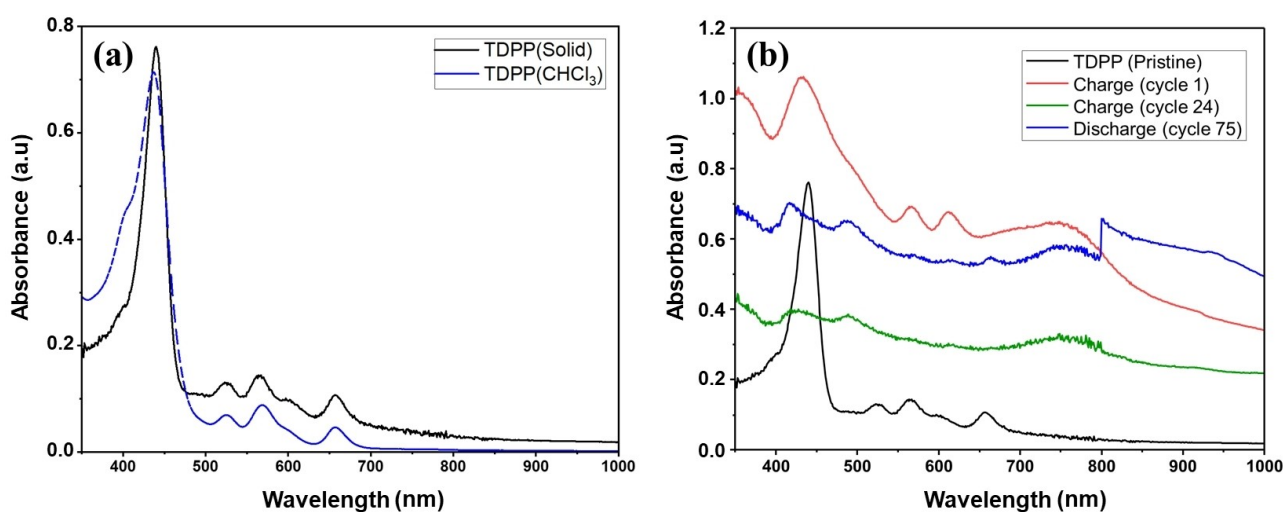 (a)
TDPP(Solid)
TDPP(CHCl₃)
Absorbance (a.u)
0.8
0.6
0.4
0.2
0.0
400 500 600 700 800 900 1000
Wavelength (nm)
(b)
TDPP (Pristine)
Charge (cycle 1)
Charge (cycle 24)
Discharge (cycle 75)
Absorbance (a.u)
1.2
1.0
0.8
0.6
0.4
0.2
0.0
400 500 600 700 800 900 1000
Wavelength (nm)